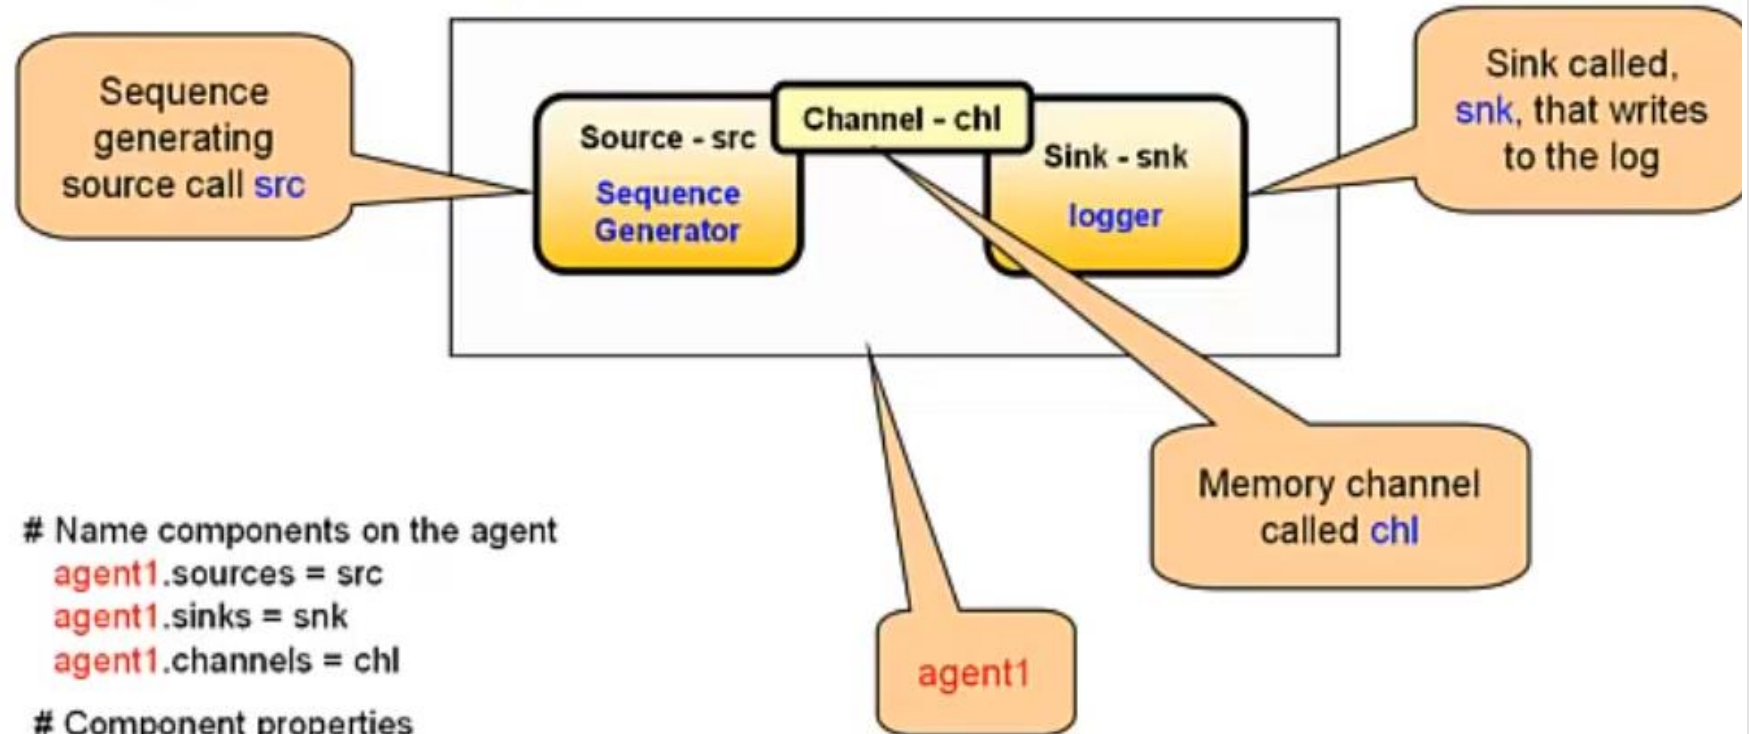 Sequence
generating
source call src
Source - src
Sequence
Generator
Channel - chl
Sink - snk
logger
Sink called,
snk, that writes
to the log
Memory channel
called chl
agent1
# Name components on the agent
agent1.sources = src
agent1.sinks = snk
agent1.channels = chl
# Component properties